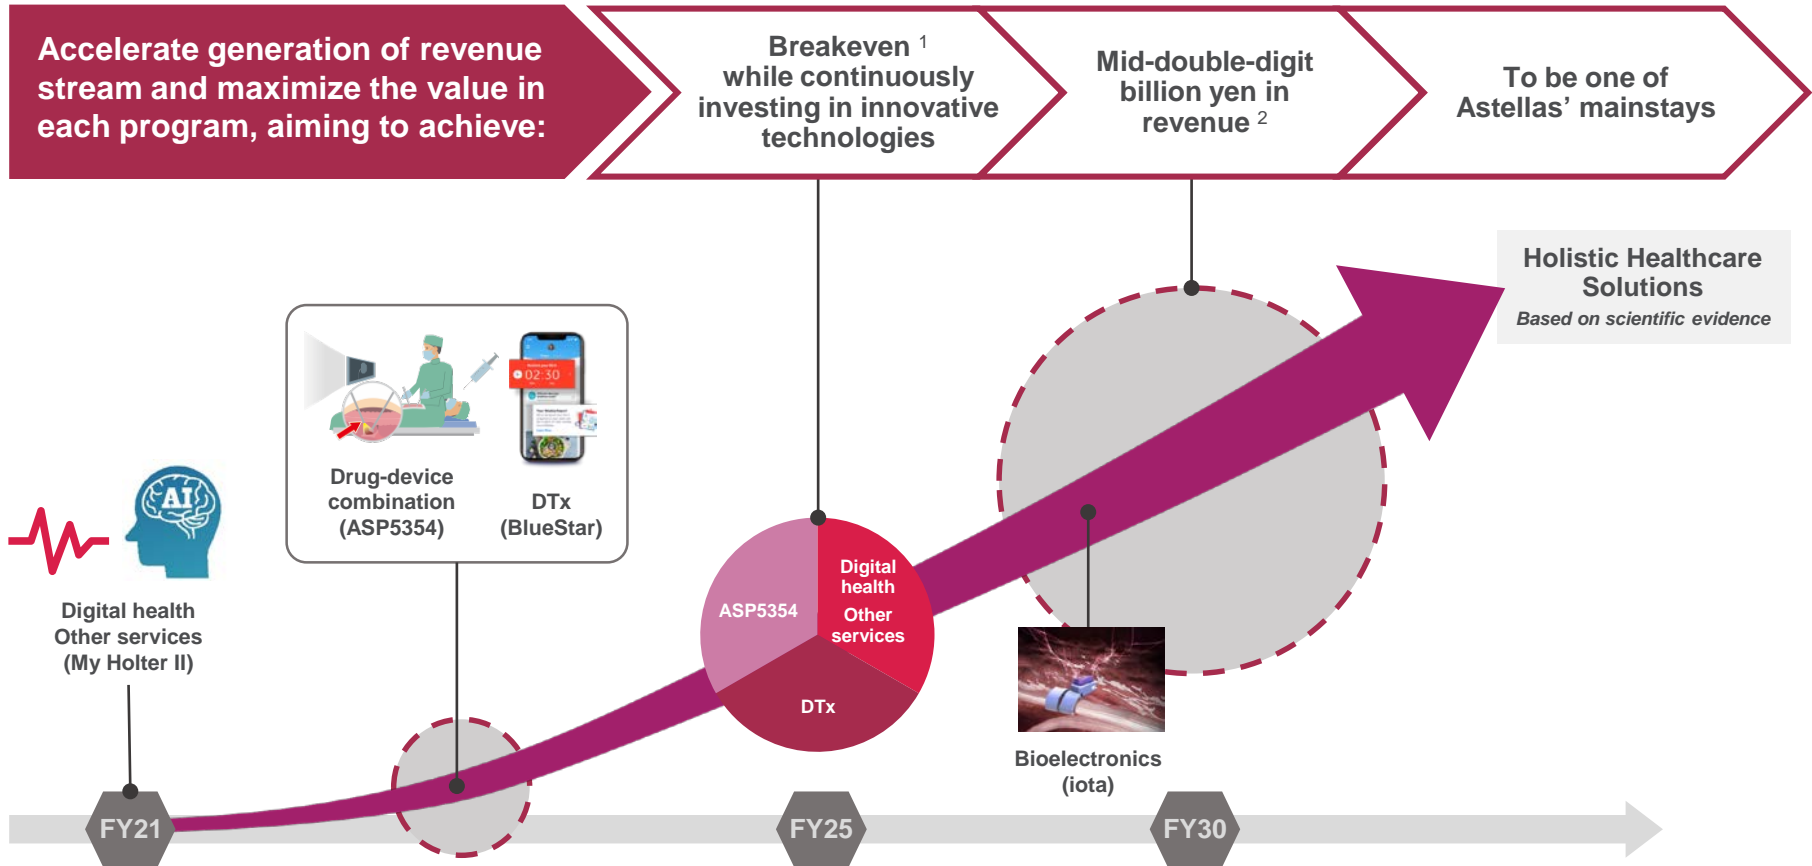 Accelerate generation of revenue
stream and maximize the value in
each program, aiming to achieve:
Breakeven 1
while continuously
investing in innovative
technologies
Mid-double-digit
billion yen in
revenue 2
To be one of
Astellas’ mainstays
Holistic Healthcare
Solutions
Based on scientific evidence
02:30
Drug-device
combination
(ASP5354)
DTx
(BlueStar)
AI
Digital health
Other services
(My Holter II)
ASP5354
Digital
health
Other
services
DTx
Bioelectronics
(iota)
FY21
FY25
FY30